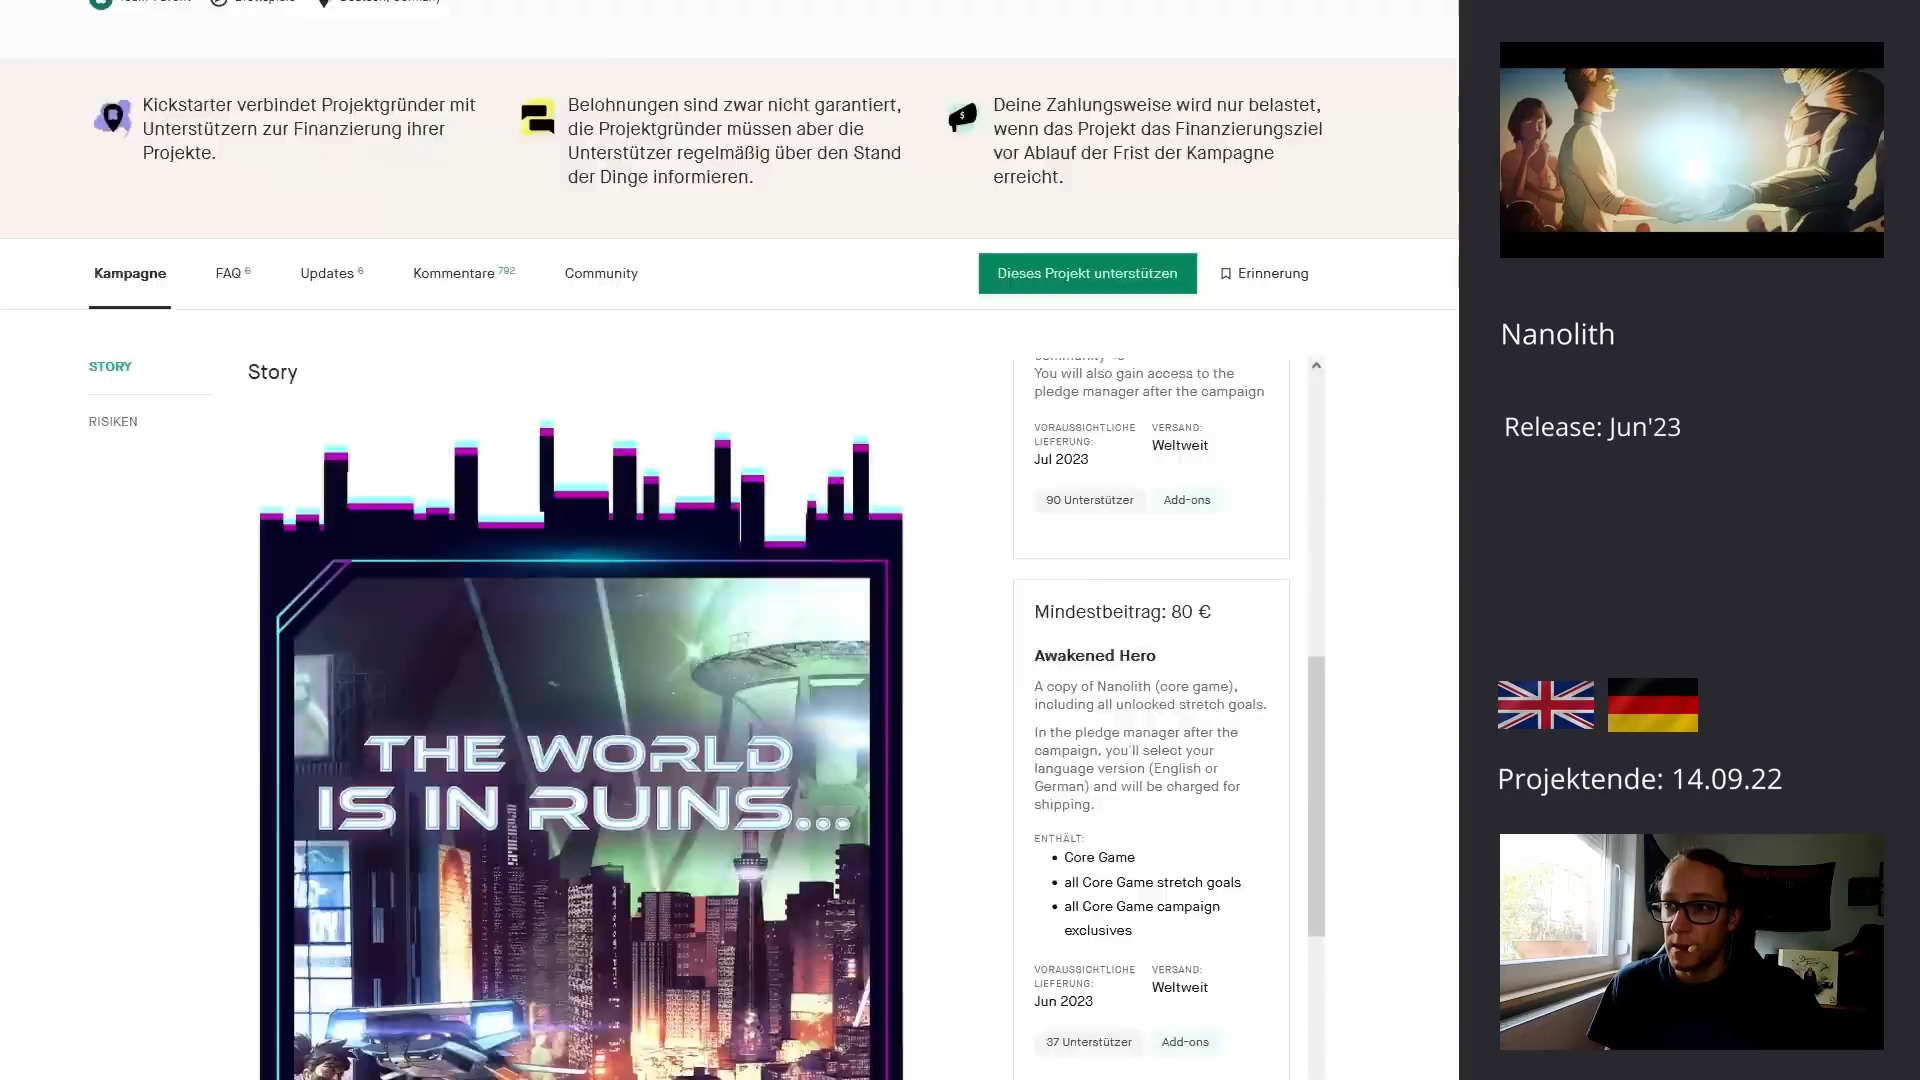 Kickstarter verbindet Projektgründer mit
Unterstützern zur Finanzierung ihrer
Projekte.
Belohnungen sind zwar nicht garantiert,
die Projektgründer müssen aber die
Unterstützer regelmäßig über den Stand
der Dinge informieren.
Deine Zahlungsweise wird nur belastet,
wenn das Projekt das Finanzierungsziel
vor Ablauf der Frist der Kampagne
erreicht.
Kampagne
FAQ 6
Updates 6
Kommentare 792
Community
Dieses Projekt unterstützen
Erinnerung
STORY
RISIKEN
Story
THE WORLD
IS IN RUINS...
You will also gain access to the
pledge manager after the campaign
VORAUSSICHTLICHE
LIEFERUNG:
Jul 2023
VERSAND:
Weltweit
90 Unterstützer
Add-ons
Mindestbeitrag: 80 €
Awakened Hero
A copy of Nanolith (core game),
including all unlocked stretch goals.
In the pledge manager after the
campaign, you'll select your
language version (English or
German) and will be charged for
shipping.
ENTHÄLT:
• Core Game
• all Core Game stretch goals
• all Core Game campaign
exclusives
VORAUSSICHTLICHE
LIEFERUNG:
Jun 2023
VERSAND:
Weltweit
37 Unterstützer
Add-ons
Nanolith
Release: Jun'23
Projektende: 14.09.22